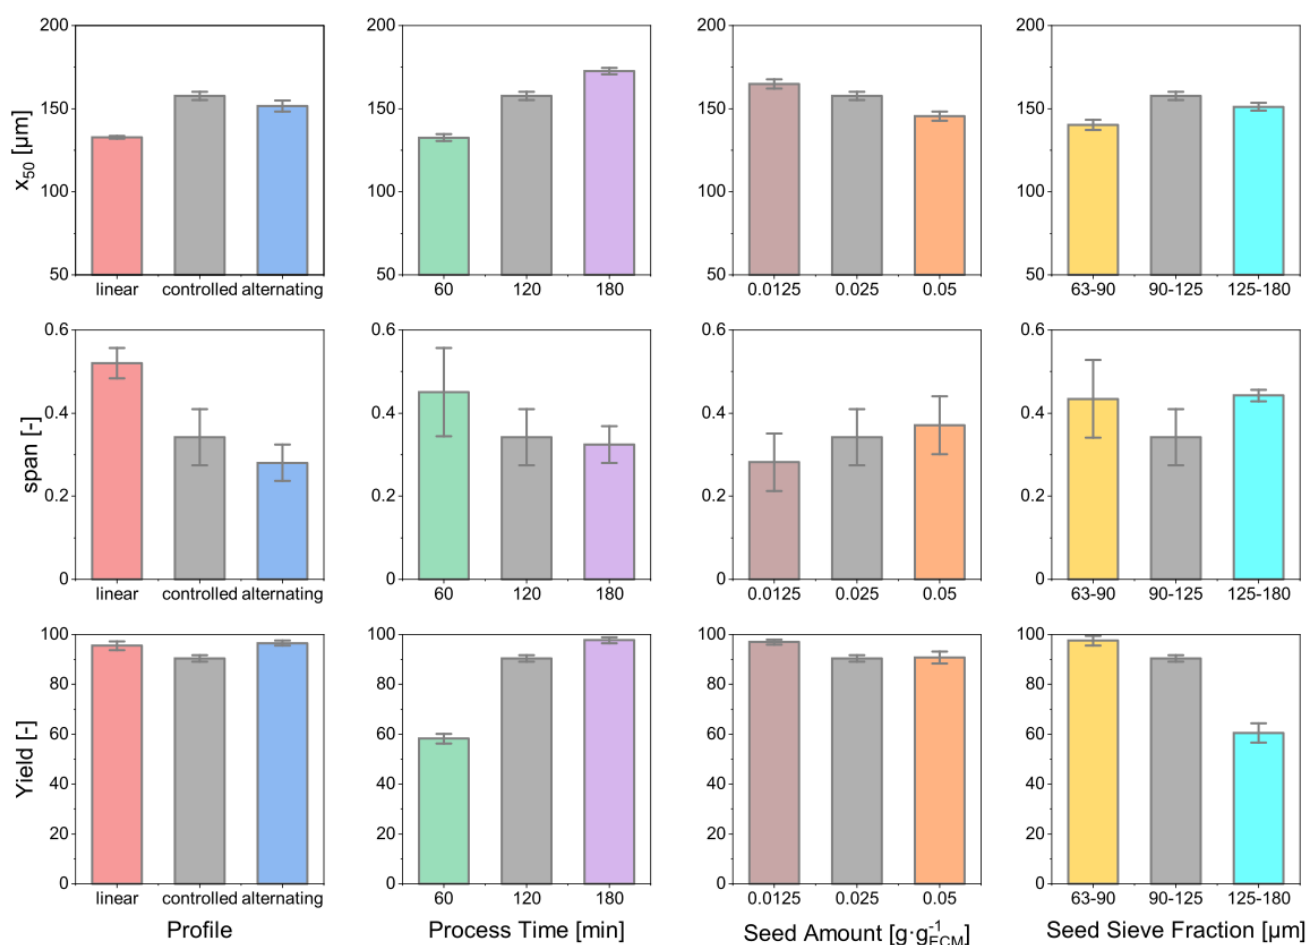 x50 [µm]
200
150
100
50
linear controlled alternating
200
150
100
50
60 120 180
200
150
100
50
0.0125 0.025 0.05
200
150
100
50
63-90 90-125 125-180
span [-]
0.6
0.4
0.2
0
linear controlled alternating
0.6
0.4
0.2
0
60 120 180
0.6
0.4
0.2
0
0.0125 0.025 0.05
0.6
0.4
0.2
0
63-90 90-125 125-180
Yield [-]
100
80
60
40
20
0
linear controlled alternating
Profile
100
80
60
40
20
0
60 120 180
Process Time [min]
100
80
60
40
20
0
0.0125 0.025 0.05
Seed Amount [g·g⁻¹ECM]
100
80
60
40
20
0
63-90 90-125 125-180
Seed Sieve Fraction [µm]